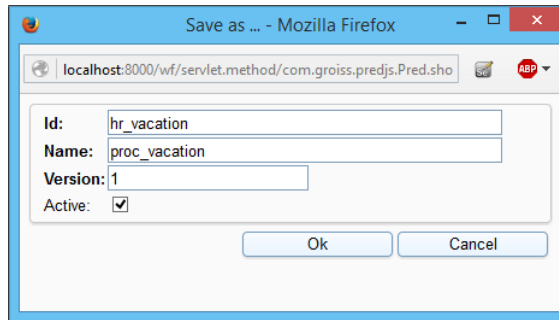 Save as ... - Mozilla Firefox
localhost:8000/wf/servlet.method/com.groiss.predjs.Pred.sho
ABP
Id: hr_vacation
Name: proc_vacation
Version: 1
Active:
Ok Cancel